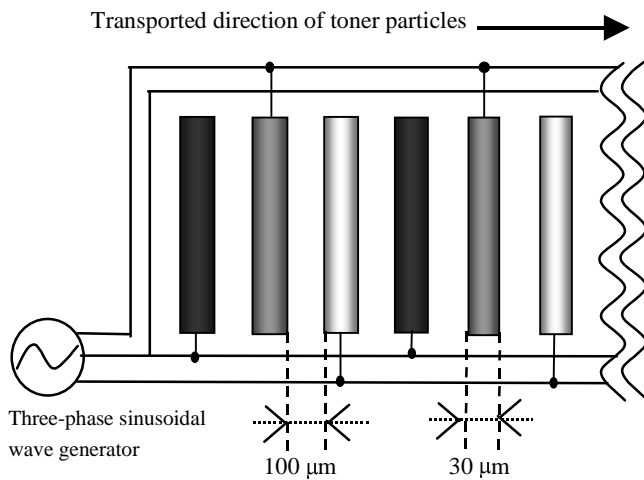 Transported direction of toner particles
Three-phase sinusoidal
wave generator
100 μm
30 μm